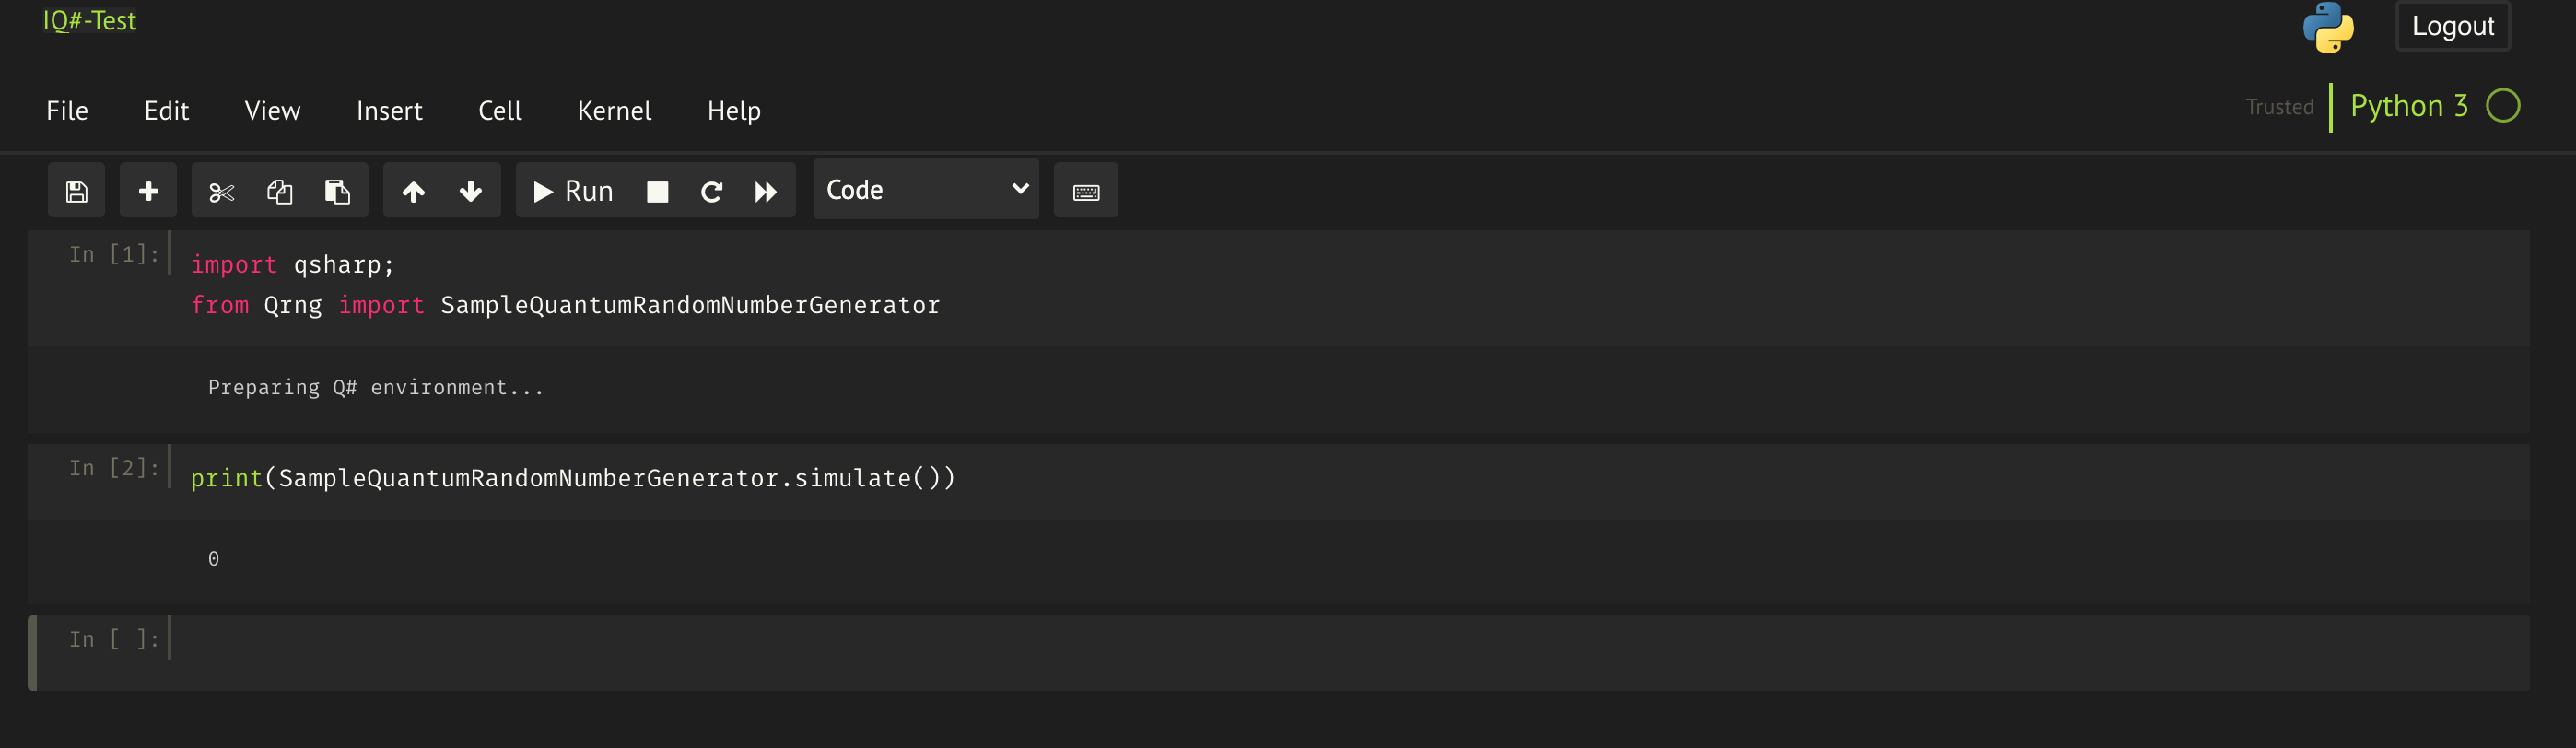 IQ#-Test
Logout
File Edit View Insert Cell Kernel Help
Trusted Python 3
Run Code
In [1]: import qsharp;
from Qrng import SampleQuantumRandomNumberGenerator
Preparing Q# environment...
In [2]: print(SampleQuantumRandomNumberGenerator.simulate())
0
In [ ]: